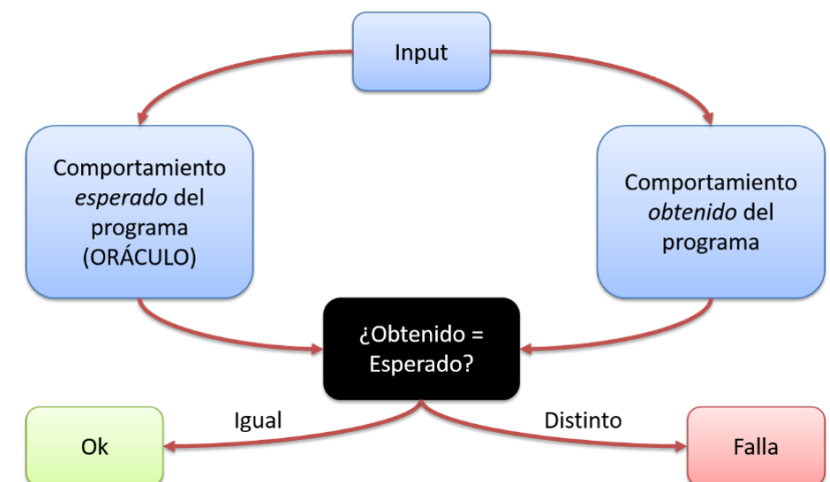 Input
Comportamiento
esperado del
programa
(ORÁCULO)
Comportamiento
obtenido del
programa
¿Obtenido =
Esperado?
Igual
Distinto
Ok
Falla